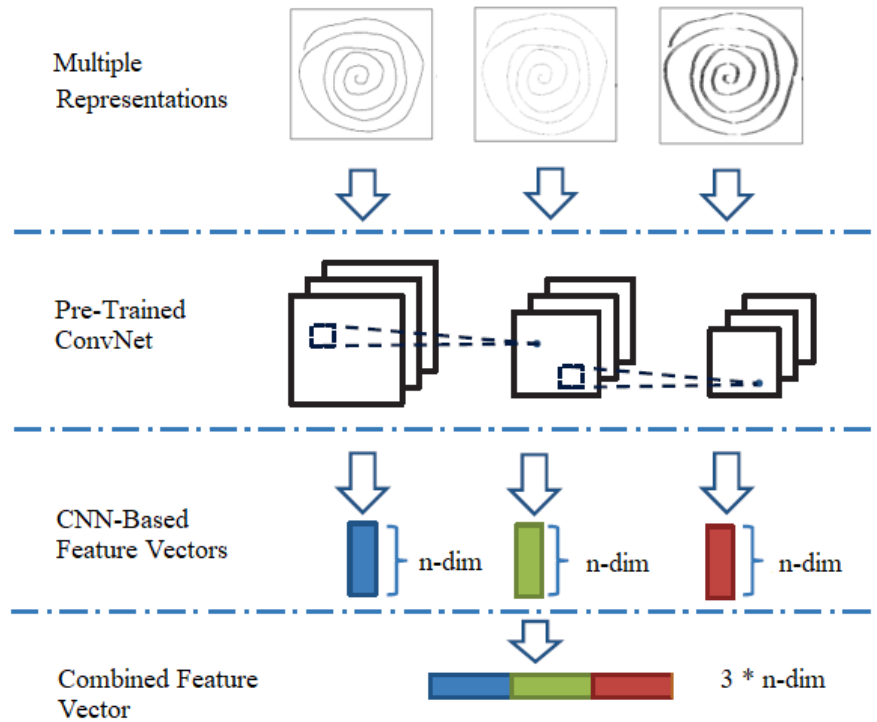 Multiple
Representations
Pre-Trained
ConvNet
CNN-Based
Feature Vectors
n-dim
n-dim
n-dim
Combined Feature
Vector
3 * n-dim